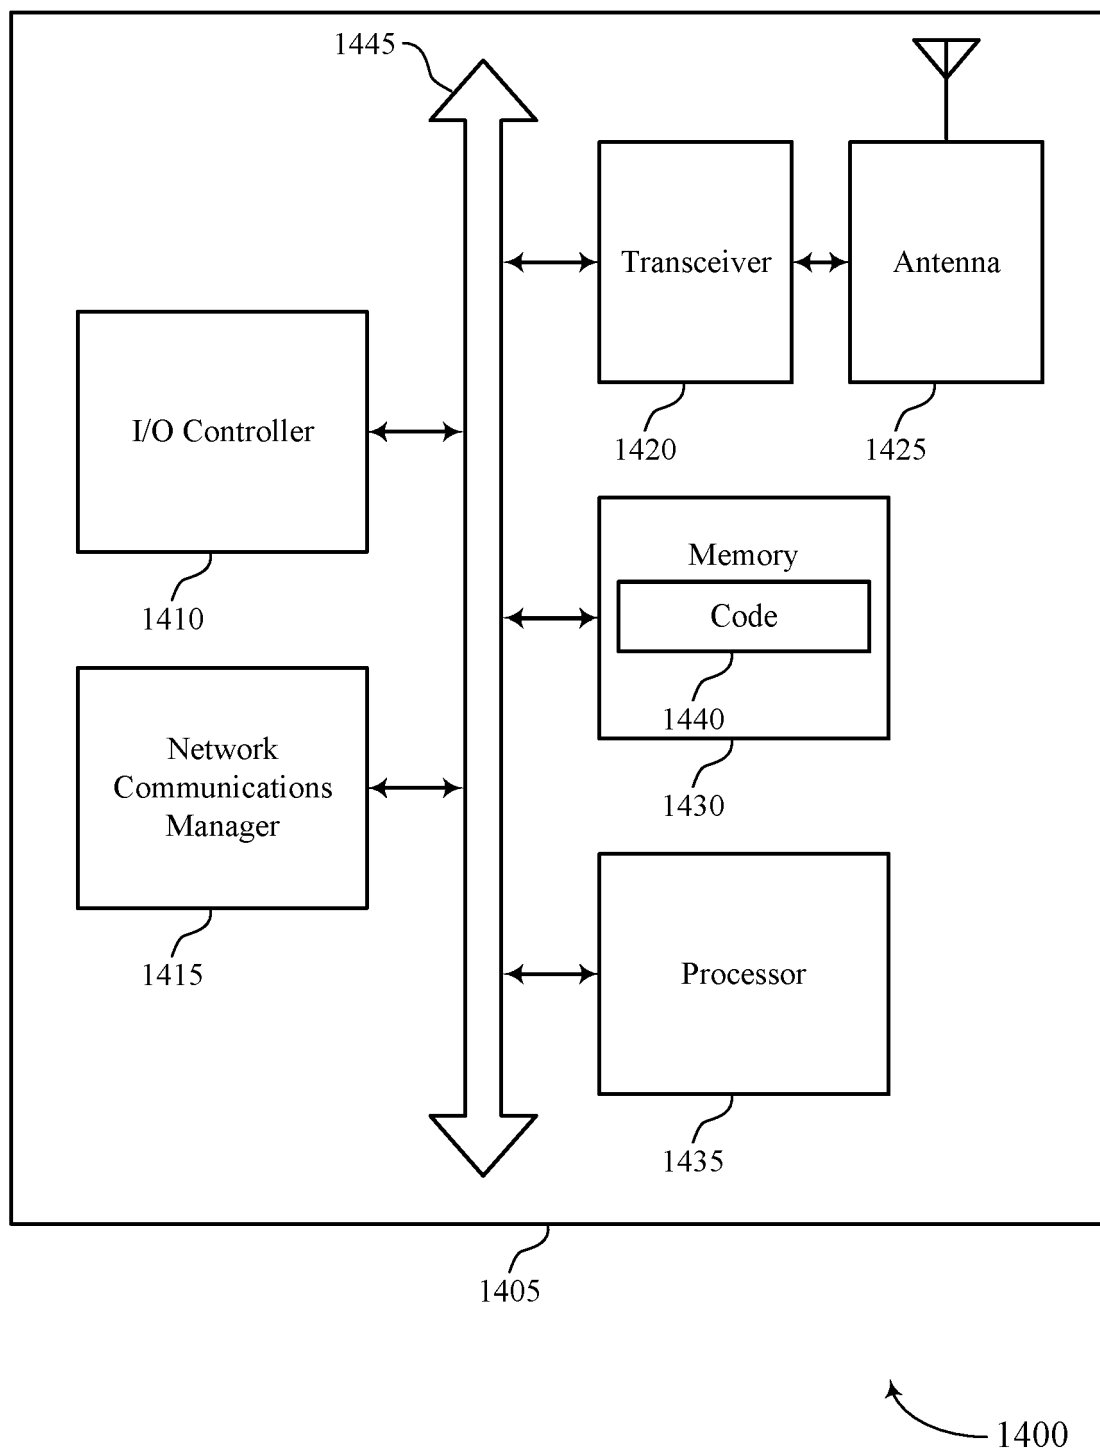 1445
Transceiver
Antenna
1420
1425
I/O Controller
1410
Memory
Code
1440
1430
Network
Communications
Manager
1415
Processor
1435
1405
1400